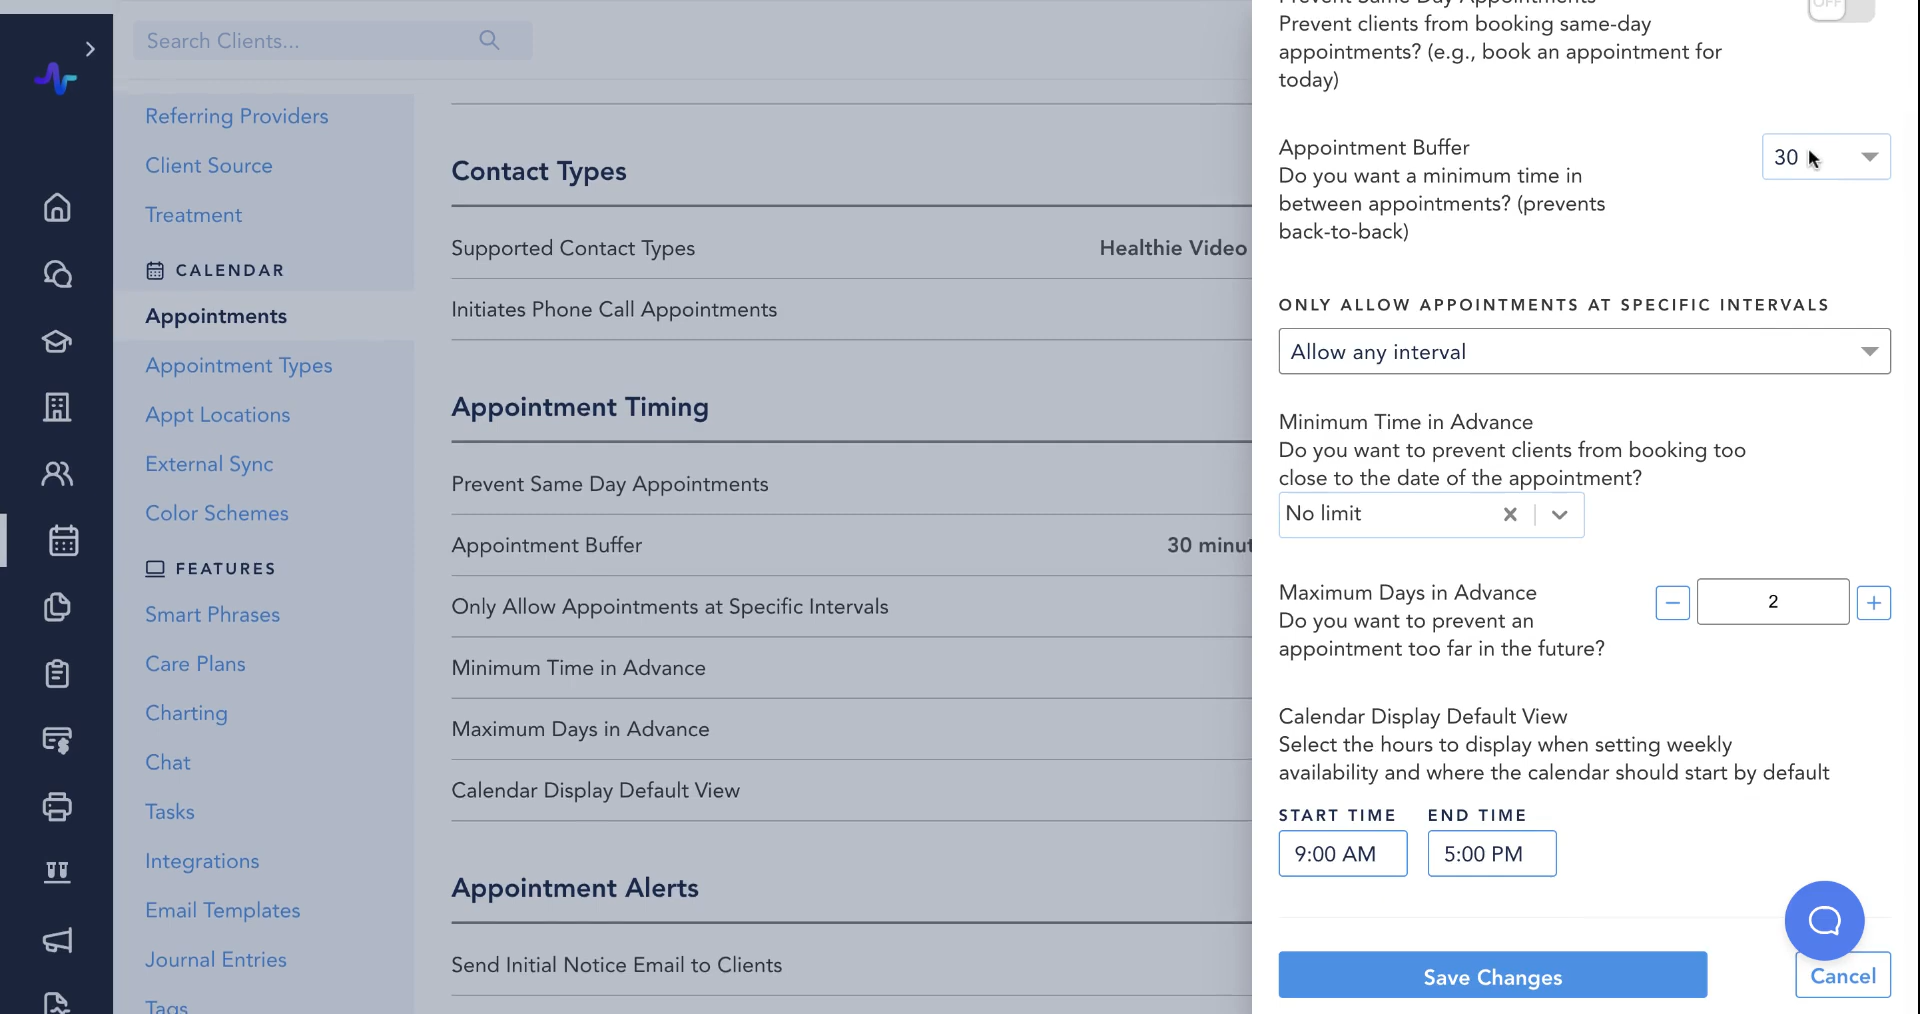 Search Clients...
Referring Providers
Client Source
Treatment
CALENDAR
Appointments
Appointment Types
Appt Locations
External Sync
Color Schemes
FEATURES
Smart Phrases
Care Plans
Charting
Chat
Tasks
Integrations
Email Templates
Journal Entries
Tags
Contact Types
Supported Contact Types
Healthie Video
Initiates Phone Call Appointments
Appointment Timing
Prevent Same Day Appointments
Appointment Buffer
30 minut
Only Allow Appointments at Specific Intervals
Minimum Time in Advance
Maximum Days in Advance
Calendar Display Default View
Appointment Alerts
Send Initial Notice Email to Clients
Prevent Same Day Appointments
OFF
Prevent clients from booking same-day
appointments? (e.g., book an appointment for
today)
Appointment Buffer
30
Do you want a minimum time in
between appointments? (prevents
back-to-back)
ONLY ALLOW APPOINTMENTS AT SPECIFIC INTERVALS
Allow any interval
Minimum Time in Advance
Do you want to prevent clients from booking too
close to the date of the appointment?
No limit
Maximum Days in Advance
2
Do you want to prevent an
appointment too far in the future?
Calendar Display Default View
Select the hours to display when setting weekly
availability and where the calendar should start by default
START TIME END TIME
9:00 AM 5:00 PM
Save Changes
Cancel